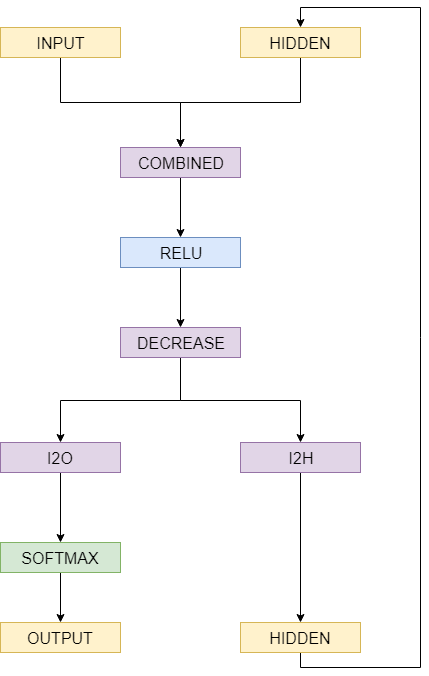 INPUT
HIDDEN
COMBINED
RELU
DECREASE
I2O
I2H
SOFTMAX
OUTPUT
HIDDEN